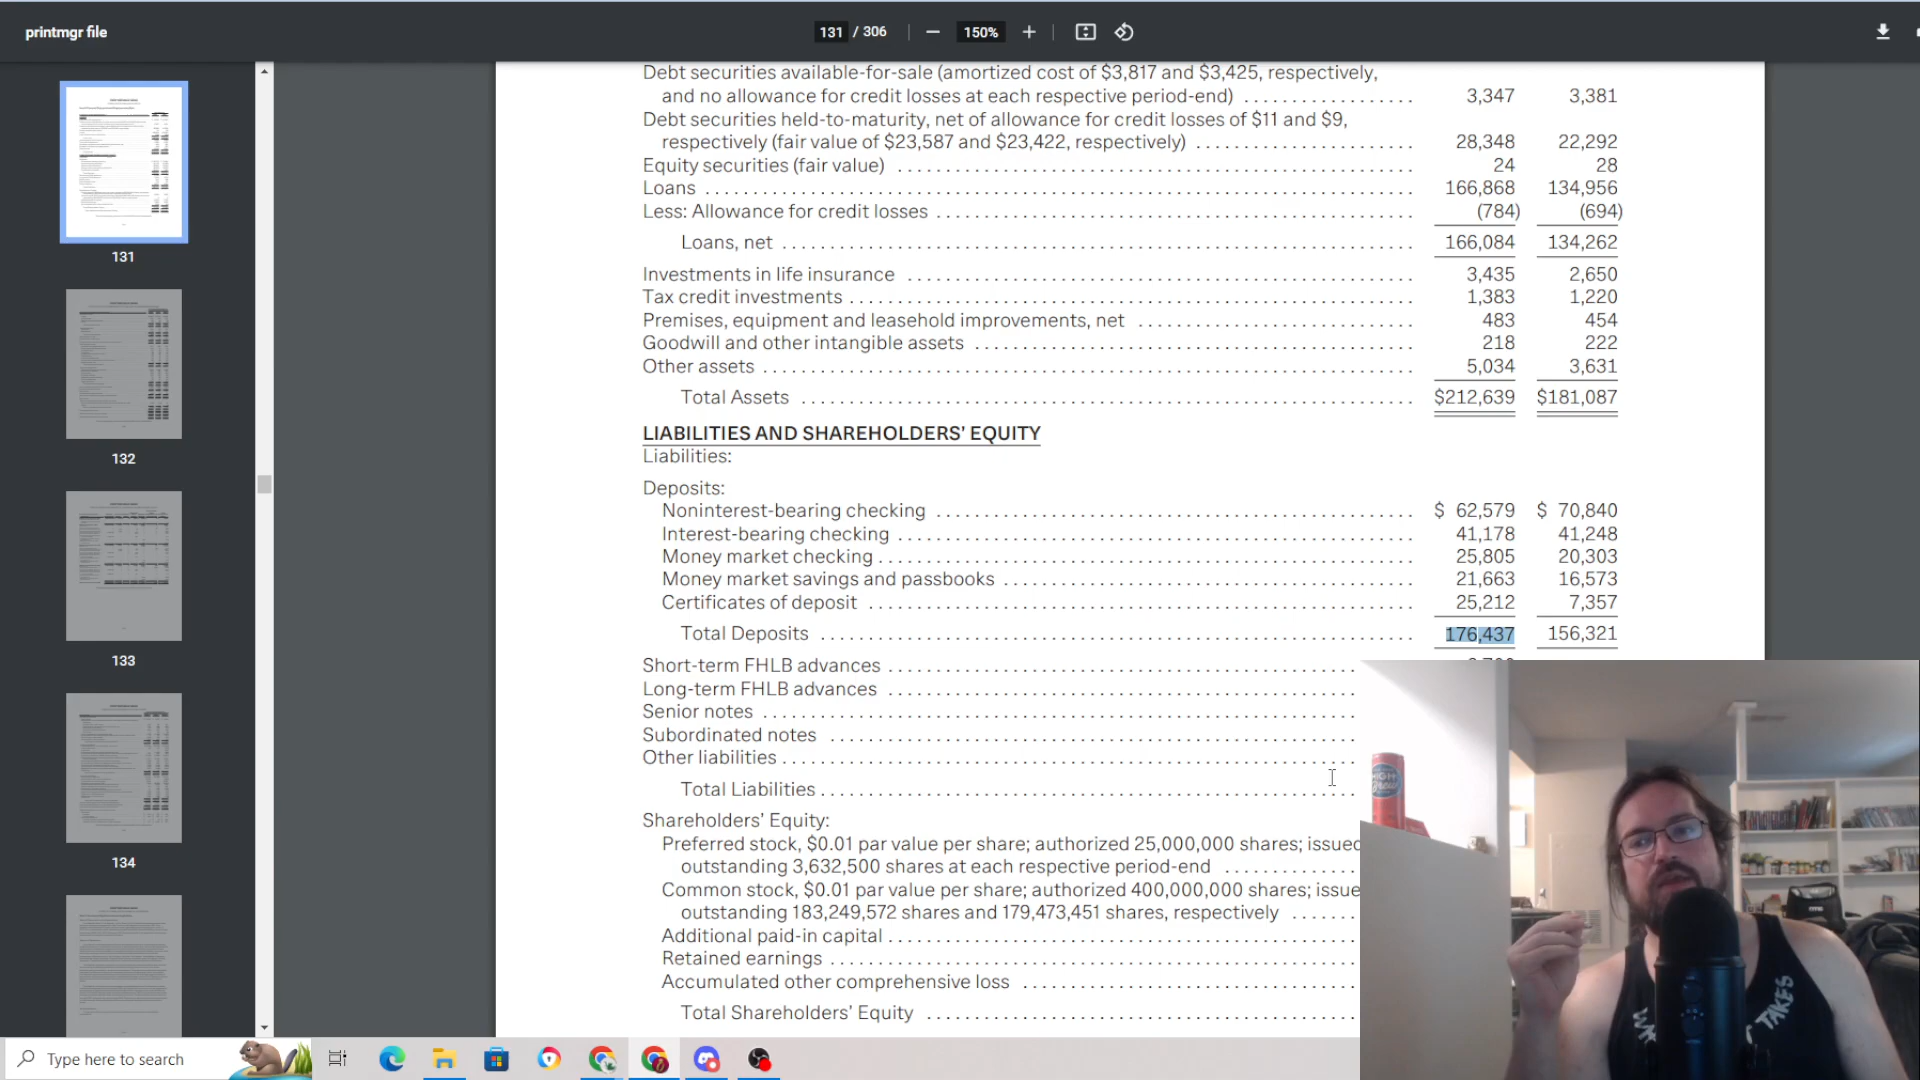 printmgr file
131 / 306
150%
131
132
133
134
Debt securities available-for-sale (amortized cost of $3,817 and $3,425, respectively,
and no allowance for credit losses at each respective period-end) 3,347 3,381
Debt securities held-to-maturity, net of allowance for credit losses of $11 and $9,
respectively (fair value of $23,587 and $23,422, respectively) 28,348 22,292
Equity securities (fair value) 24 28
Loans 166,868 134,956
Less: Allowance for credit losses (784) (694)
Loans, net 166,084 134,262
Investments in life insurance 3,435 2,650
Tax credit investments 1,383 1,220
Premises, equipment and leasehold improvements, net 483 454
Goodwill and other intangible assets 218 222
Other assets 5,034 3,631
Total Assets $212,639 $181,087
LIABILITIES AND SHAREHOLDERS' EQUITY
Liabilities:
Deposits:
Noninterest-bearing checking $ 62,579 $ 70,840
Interest-bearing checking 41,178 41,248
Money market checking 25,805 20,303
Money market savings and passbooks 21,663 16,573
Certificates of deposit 25,212 7,357
Total Deposits 176,437 156,321
Short-term FHLB advances
Long-term FHLB advances
Senior notes
Subordinated notes
Other liabilities
Total Liabilities
Shareholders' Equity:
Preferred stock, $0.01 par value per share; authorized 25,000,000 shares; issued
outstanding 3,632,500 shares at each respective period-end
Common stock, $0.01 par value per share; authorized 400,000,000 shares; issue
outstanding 183,249,572 shares and 179,473,451 shares, respectively
Additional paid-in capital
Retained earnings
Accumulated other comprehensive loss
Total Shareholders' Equity
HIGH
Brew
TAKES
Type here to search